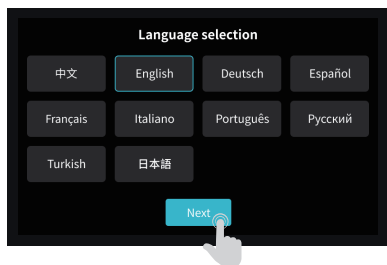 Language selection
中文 English Deutsch Español
Français Italiano Português Русский
Turkish 日本語
Next